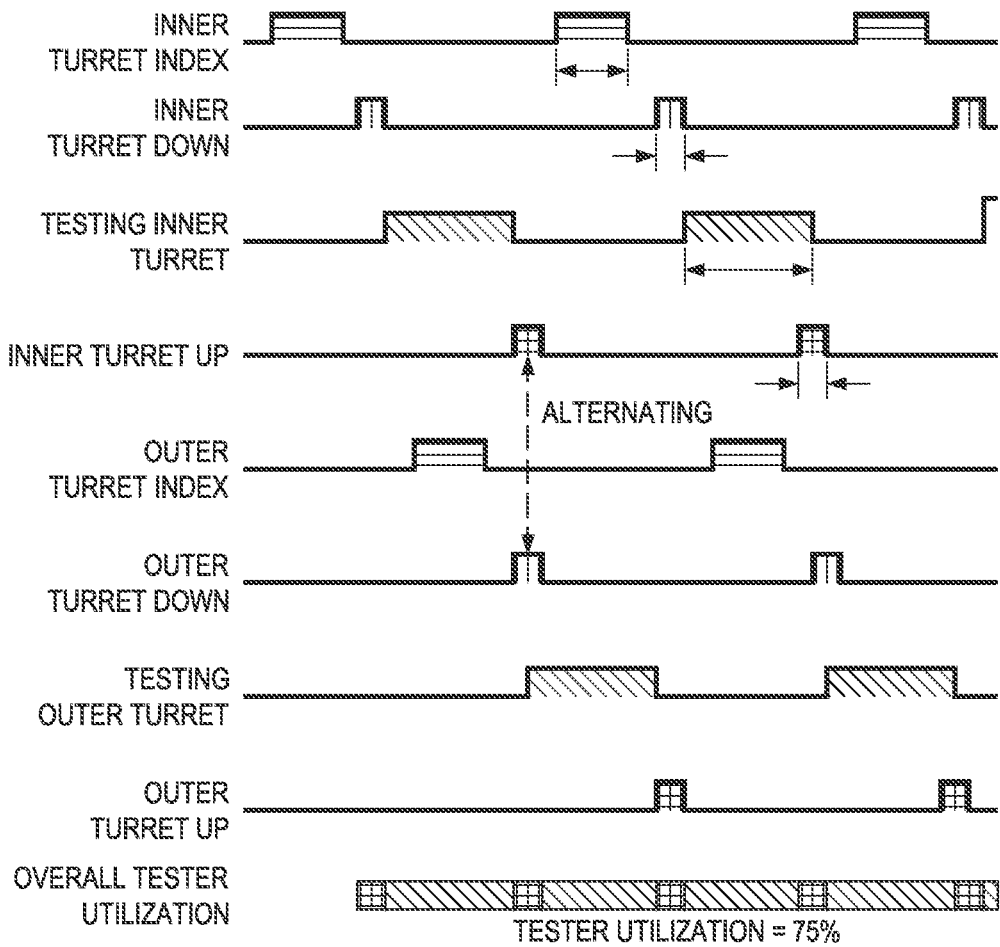 INNER
TURRET INDEX
INNER
TURRET DOWN
TESTING INNER
TURRET
INNER TURRET UP
ALTERNATING
OUTER
TURRET INDEX
OUTER
TURRET DOWN
TESTING
OUTER TURRET
OUTER
TURRET UP
OVERALL TESTER
UTILIZATION
TESTER UTILIZATION = 75%